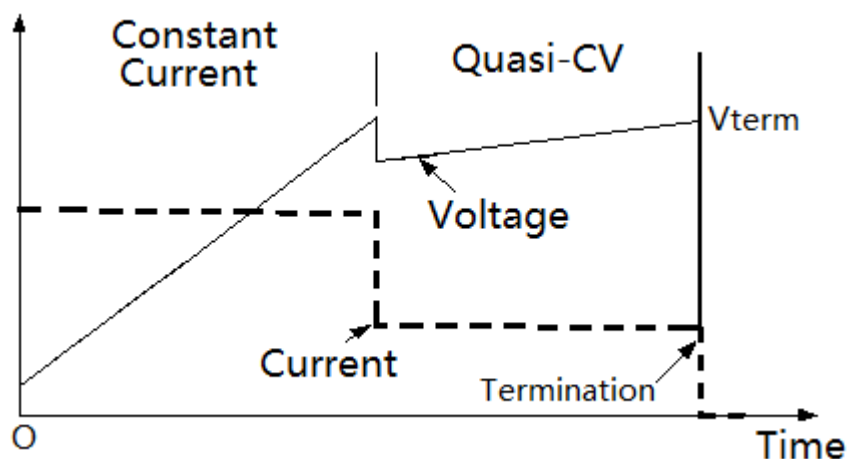 Constant
Current
Quasi-CV
Vterm
Voltage
Current
Termination
O
Time